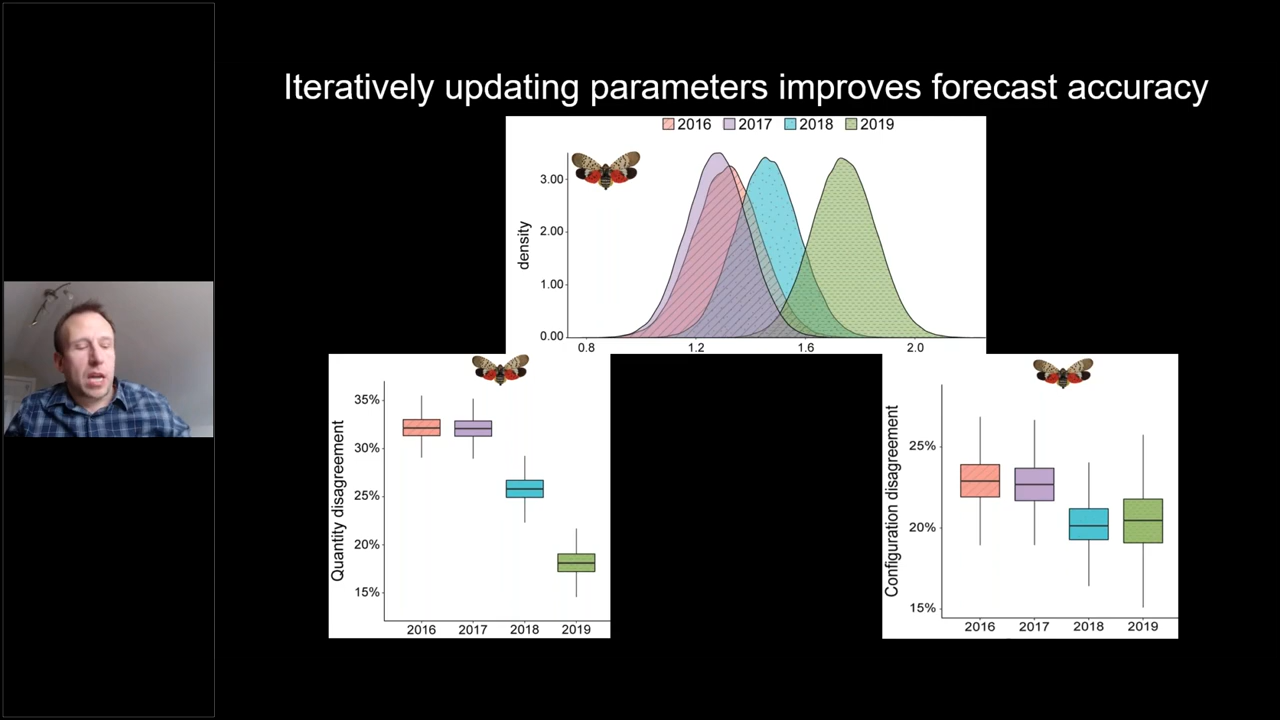 Iteratively updating parameters improves forecast accuracy
2016 2017 2018 2019
density
3.00
2.00
1.00
0.00
0.8 1.2 1.6 2.0
Quantity disagreement
35%
30%
25%
20%
15%
2016 2017 2018 2019
Configuration disagreement
25%
20%
15%
2016 2017 2018 2019